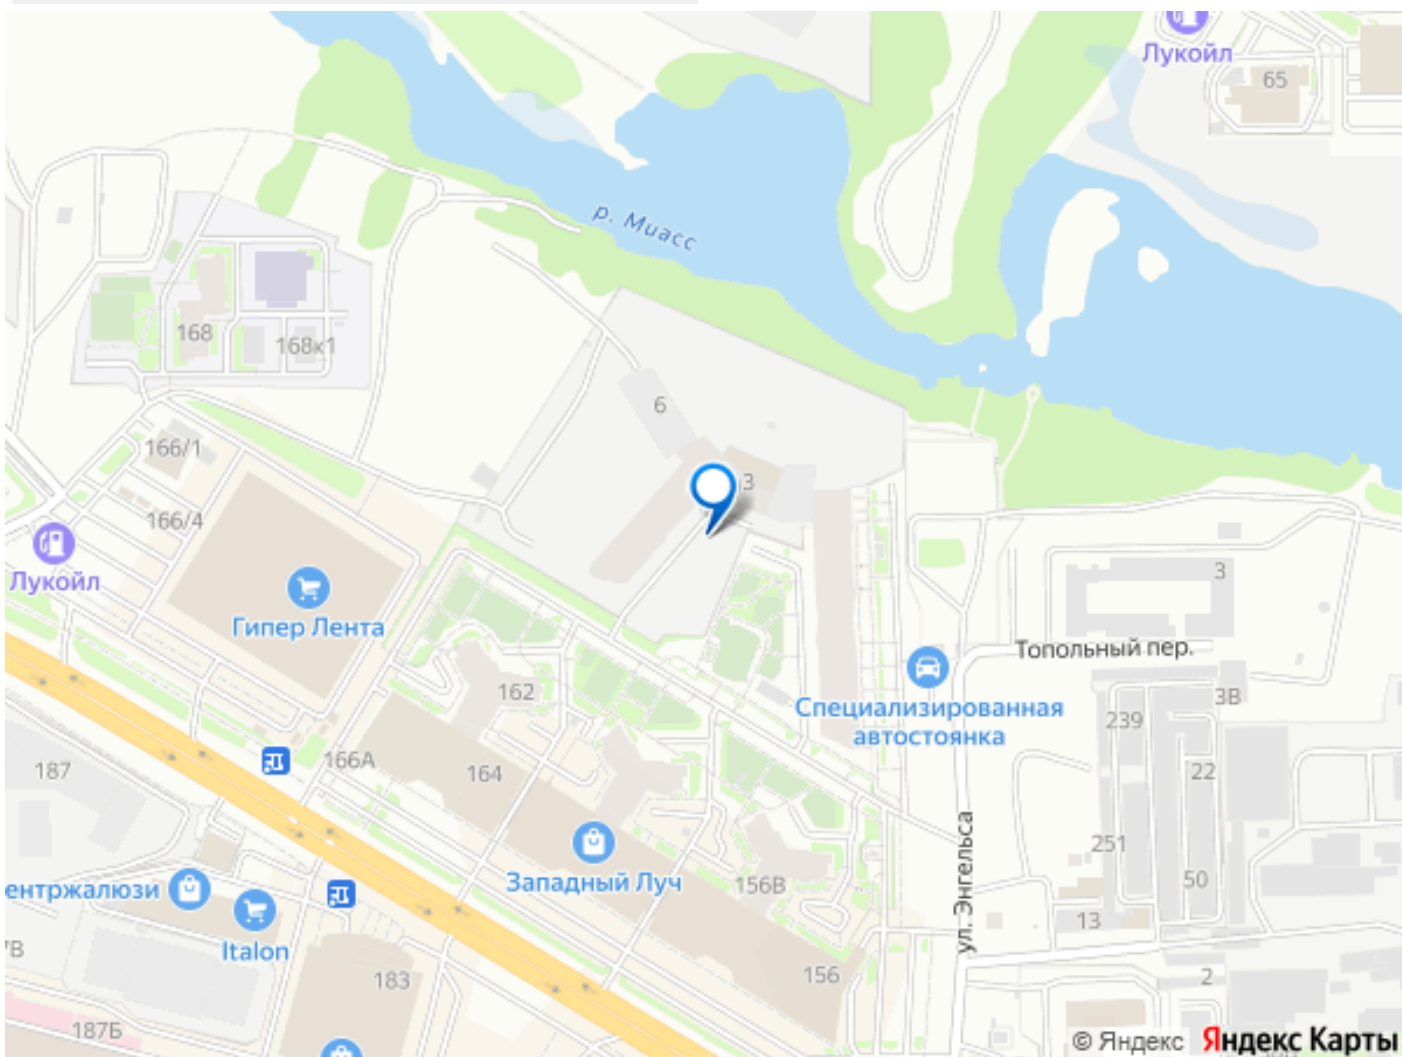 Лукойл
65
р. Миасс
168
168к1
6
166/1
3
166/4
Лукойл
Гипер Лента
3
Топольный пер.
162
Специализированная
автостоянка
3В
239
166А
187
164
22
251
Западный Луч
156В
50
ентржалюзи
ул. Энгельса
13
Italon
7В
156
183
2
187Б
© Яндекс Яндекс Карты